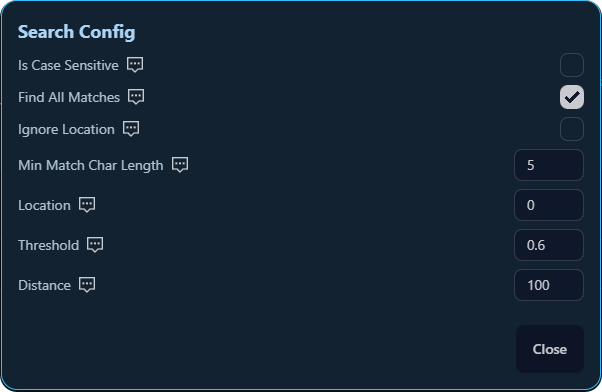 Search Config
Is Case Sensitive
Find All Matches
Ignore Location
Min Match Char Length 5
Location 0
Threshold 0.6
Distance 100
Close